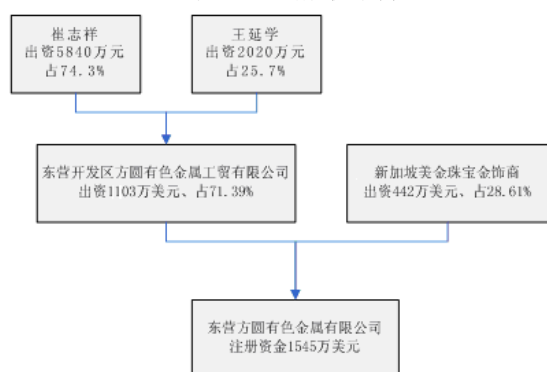 崔志祥
出资5840万元
占74.3%
王延学
出资2020万元
占25.7%
东营开发区方圆有色金属工贸有限公司
出资1103万美元、占71.39%
新加坡美金珠宝金饰商
出资442万美元、占28.61%
东营方圆有色金属有限公司
注册资金1545万美元